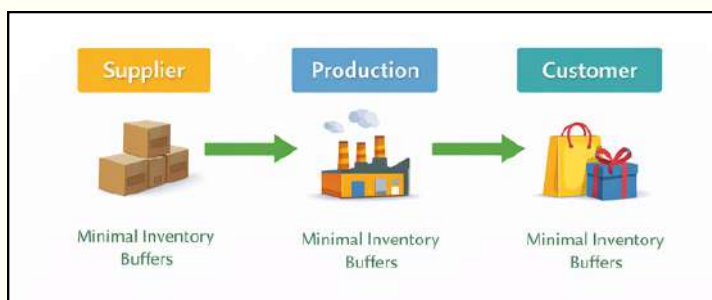 Supplier
Production
Customer
Minimal Inventory
Buffers
Minimal Inventory
Buffers
Minimal Inventory
Buffers